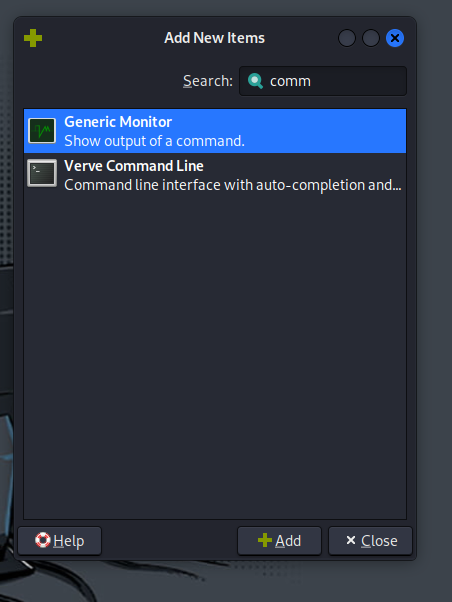 Add New Items
Search: comm
Generic Monitor
Show output of a command.
Verve Command Line
Command line interface with auto-completion and...
Help Add Close